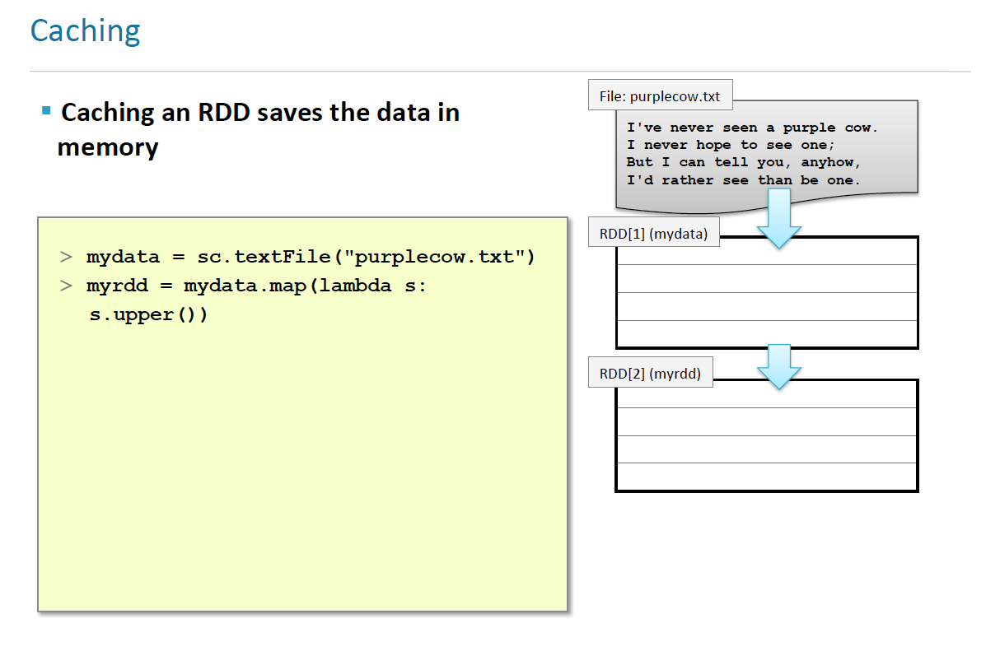 Caching
▪ Caching an RDD saves the data in
memory
> mydata = sc.textFile("purplecow.txt")
> myrdd = mydata.map(lambda s:
s.upper())
File: purplecow.txt
I've never seen a purple cow.
I never hope to see one;
But I can tell you, anyhow,
I'd rather see than be one.
RDD[1] (mydata)
RDD[2] (myrdd)